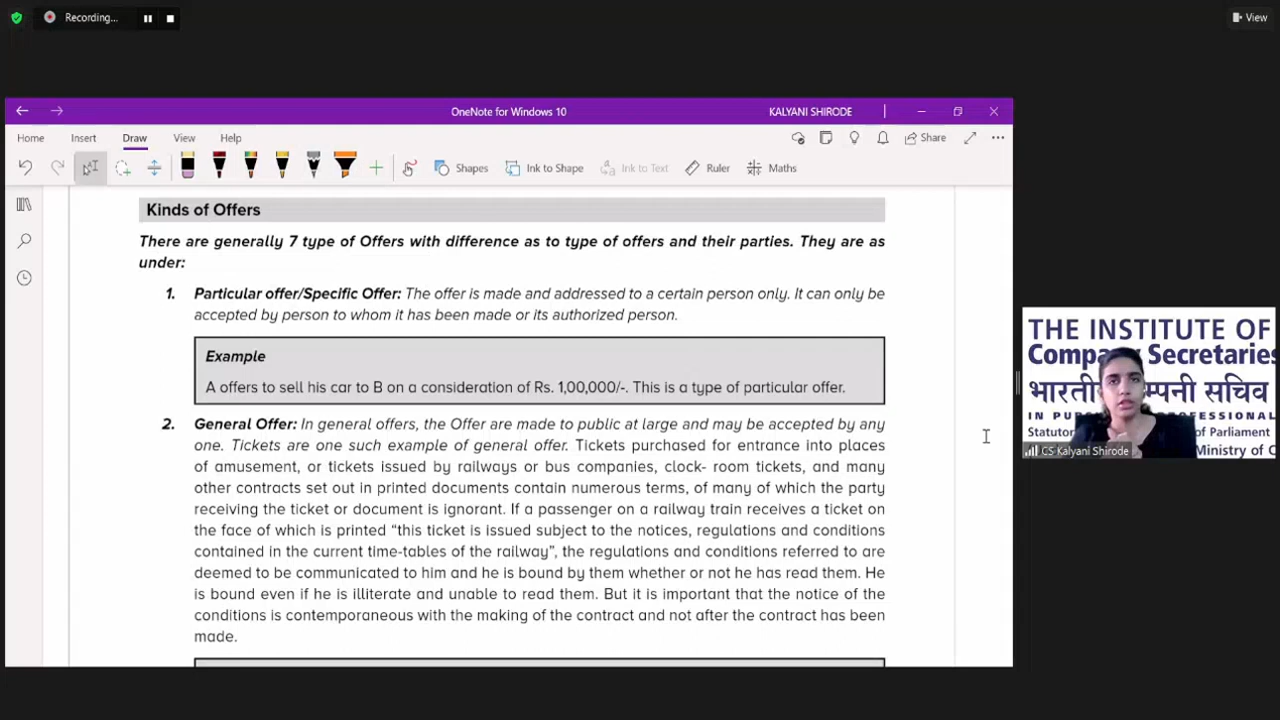 Recording...
View
OneNote for Windows 10
KALYANI SHIRODE
Home Insert Draw View Help
Share
Shapes
Ink to Shape
Ink to Text
Ruler
Maths
Kinds of Offers
There are generally 7 type of Offers with difference as to type of offers and their parties. They are as
under:
1. Particular offer/Specific Offer: The offer is made and addressed to a certain person only. It can only be
accepted by person to whom it has been made or its authorized person.
Example
A offers to sell his car to B on a consideration of Rs. 1,00,000/-. This is a type of particular offer.
2. General Offer: In general offers, the Offer are made to public at large and may be accepted by any
one. Tickets are one such example of general offer. Tickets purchased for entrance into places
of amusement, or tickets issued by railways or bus companies, clock- room tickets, and many
other contracts set out in printed documents contain numerous terms, of many of which the party
receiving the ticket or document is ignorant. If a passenger on a railway train receives a ticket on
the face of which is printed “this ticket is issued subject to the notices, regulations and conditions
contained in the current time-tables of the railway”, the regulations and conditions referred to are
deemed to be communicated to him and he is bound by them whether or not he has read them. He
is bound even if he is illiterate and unable to read them. But it is important that the notice of the
conditions is contemporaneous with the making of the contract and not after the contract has been
made.
THE INSTITUTE OF
Secretaries
सचिव
IN
of Parliament
Ministry of
CS Kalyani Shirode